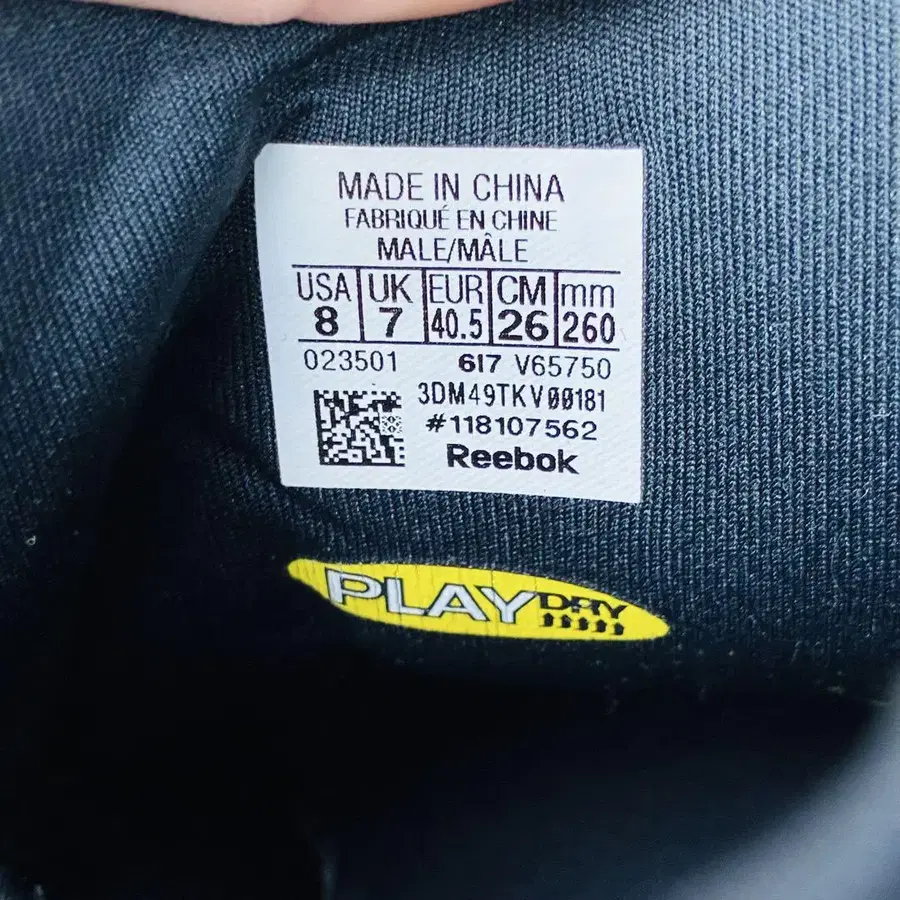 MADE IN CHINA
FABRIQUÉ EN CHINE
MALE/MÂLE
USA UK EUR CM mm
8 7 40.5 26 260
023501 617 V65750
3DM49TKV00181
#118107562
Reebok
PLAY DRY